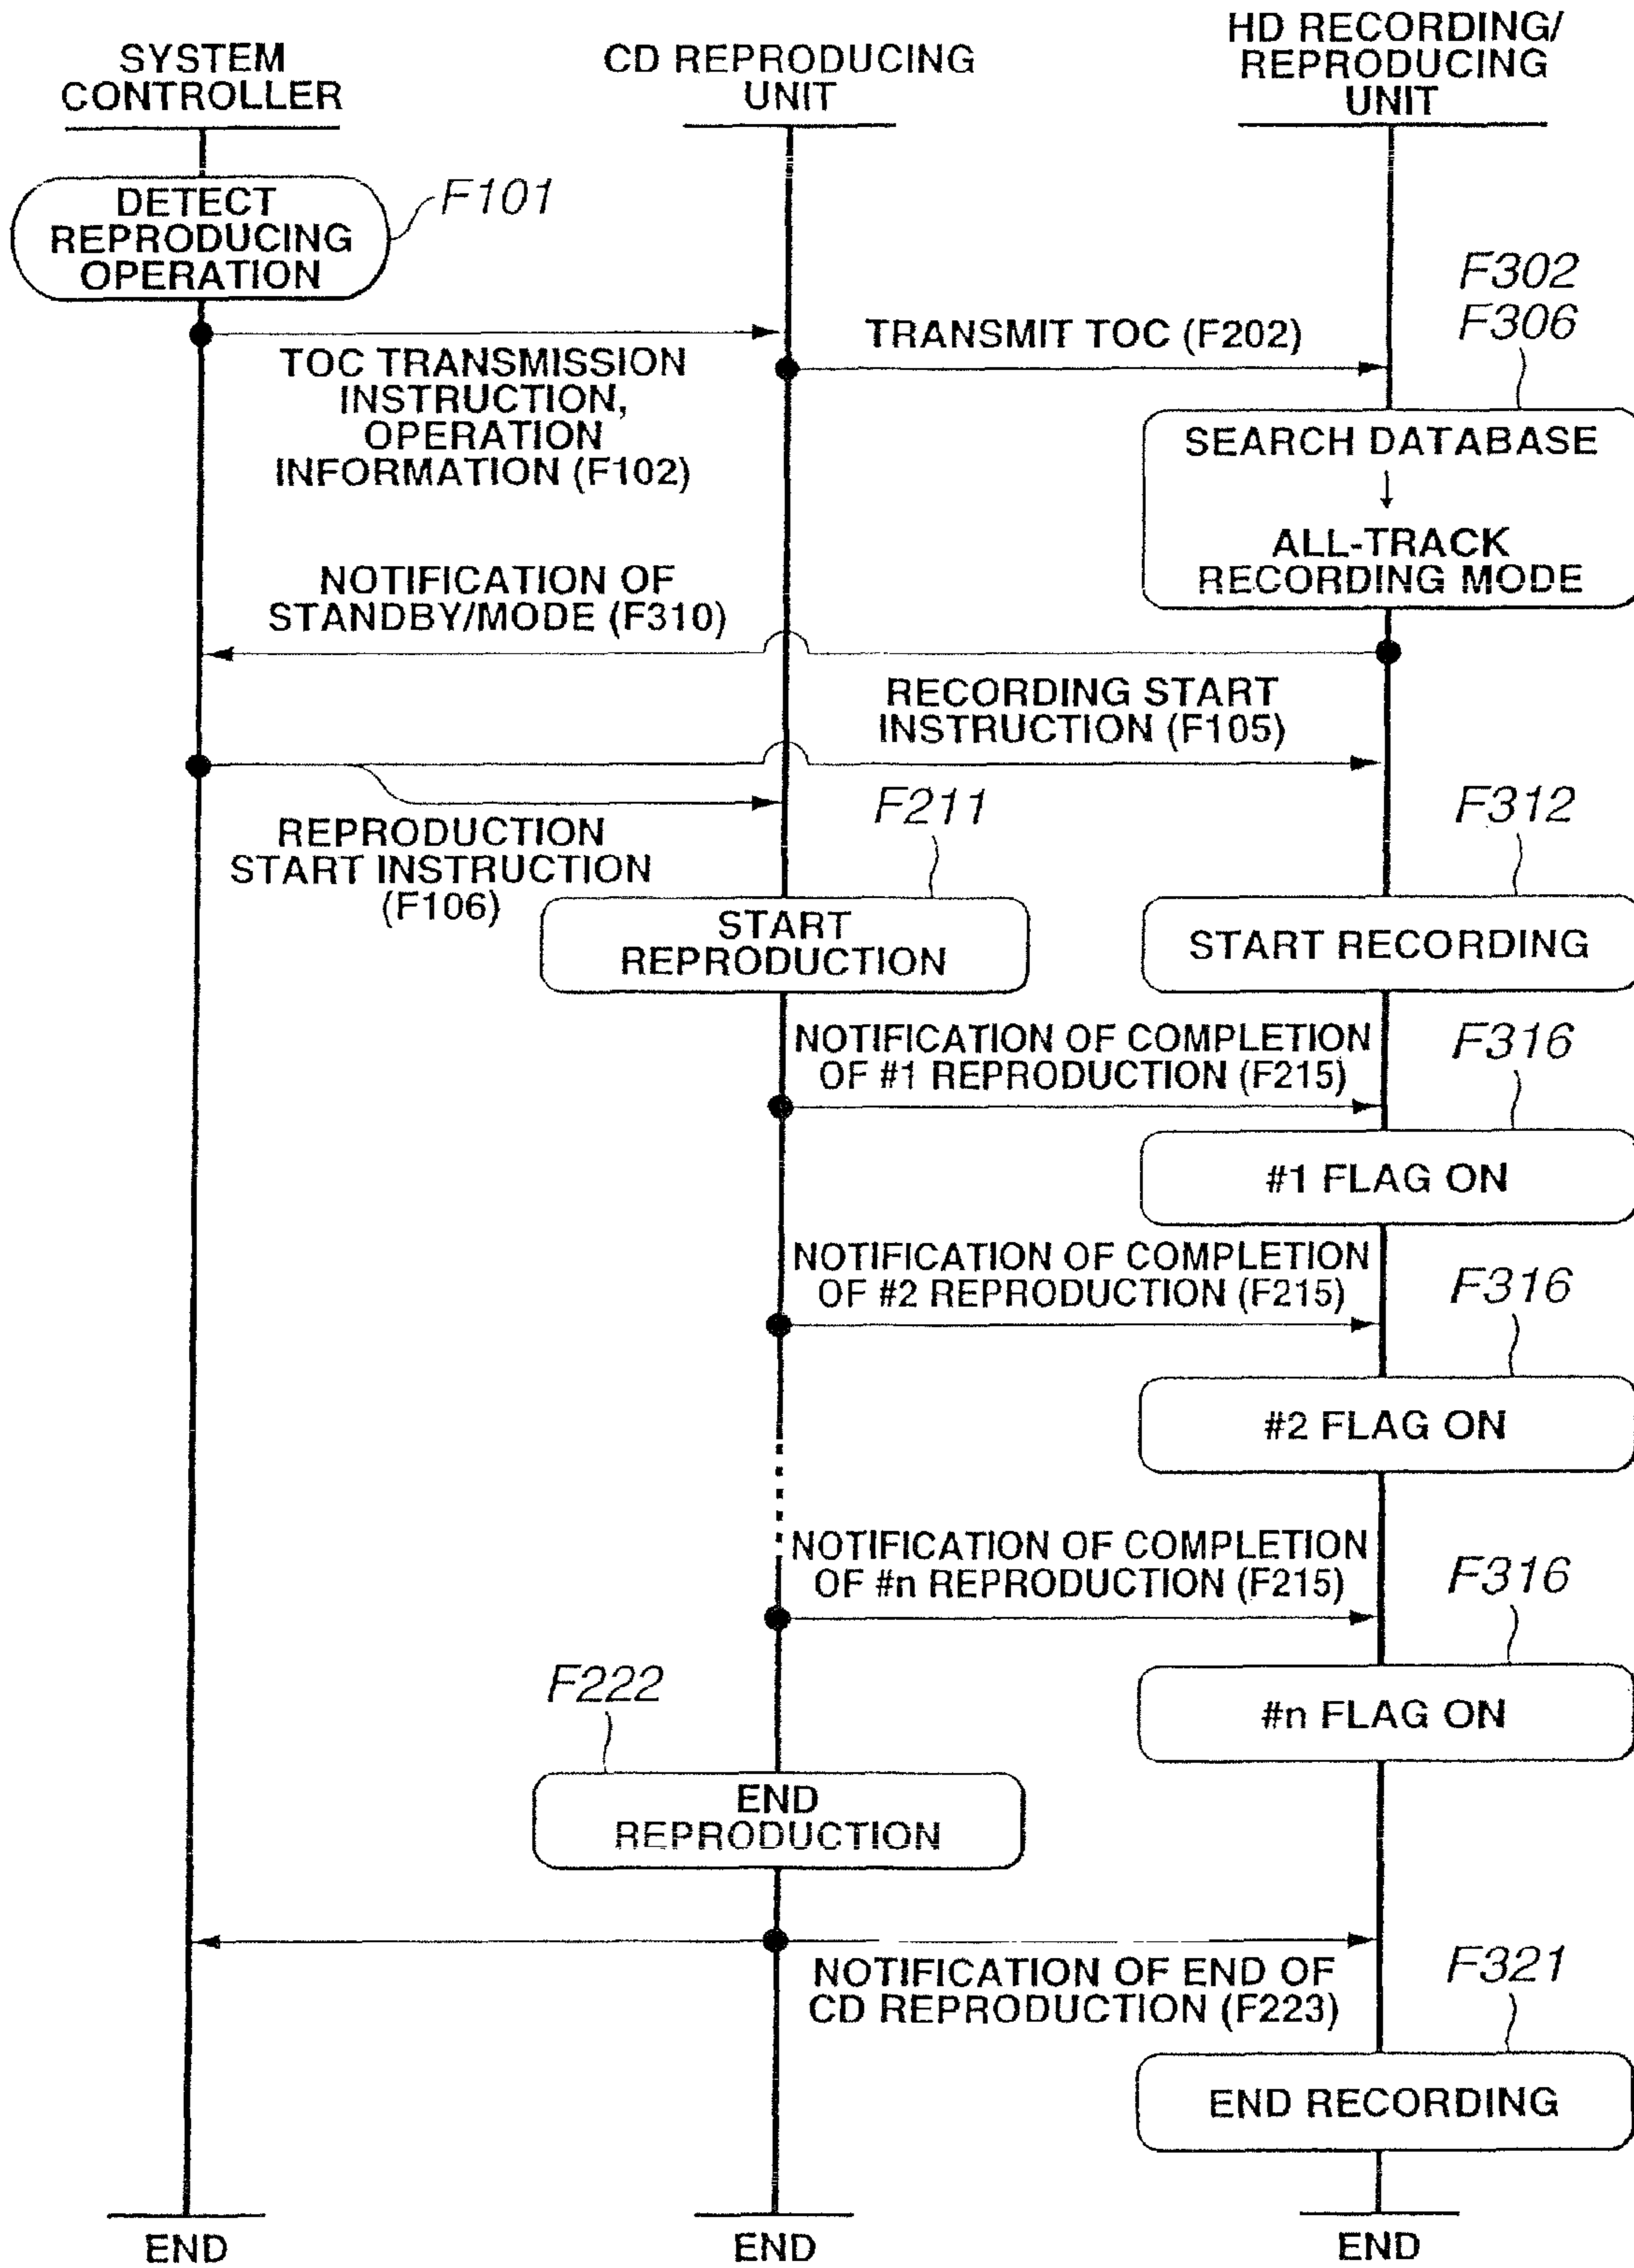 SYSTEM
CONTROLLER
CD REPRODUCING
UNIT
HD RECORDING/
REPRODUCING
UNIT
DETECT
REPRODUCING
OPERATION
F101
TOC TRANSMISSION
INSTRUCTION,
OPERATION
INFORMATION (F102)
TRANSMIT TOC (F202)
F302
F306
SEARCH DATABASE
ALL-TRACK
RECORDING MODE
NOTIFICATION OF
STANDBY/MODE (F310)
RECORDING START
INSTRUCTION (F105)
REPRODUCTION
START INSTRUCTION
(F106)
F211
START
REPRODUCTION
F312
START RECORDING
NOTIFICATION OF COMPLETION
OF #1 REPRODUCTION (F215)
F316
#1 FLAG ON
NOTIFICATION OF COMPLETION
OF #2 REPRODUCTION (F215)
F316
#2 FLAG ON
NOTIFICATION OF COMPLETION
OF #n REPRODUCTION (F215)
F316
#n FLAG ON
F222
END
REPRODUCTION
NOTIFICATION OF END OF
CD REPRODUCTION (F223)
F321
END RECORDING
END
END
END